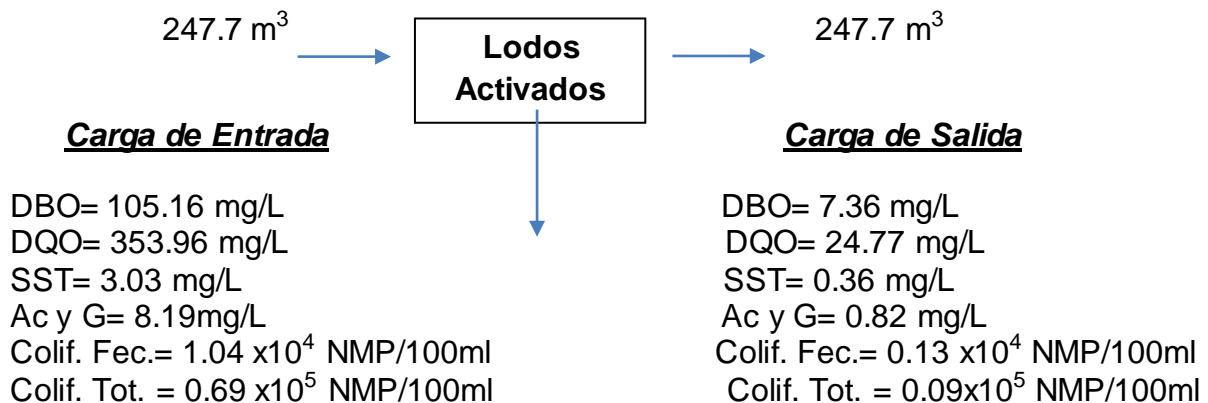 247.7 m³
Lodos
Activados
247.7 m³
Carga de Entrada
DBO= 105.16 mg/L
DQO= 353.96 mg/L
SST= 3.03 mg/L
Ac y G= 8.19mg/L
Colif. Fec.= 1.04 x10⁴ NMP/100ml
Colif. Tot. = 0.69 x10⁵ NMP/100ml
Carga de Salida
DBO= 7.36 mg/L
DQO= 24.77 mg/L
SST= 0.36 mg/L
Ac y G= 0.82 mg/L
Colif. Fec.= 0.13 x10⁴ NMP/100ml
Colif. Tot. = 0.09x10⁵ NMP/100ml